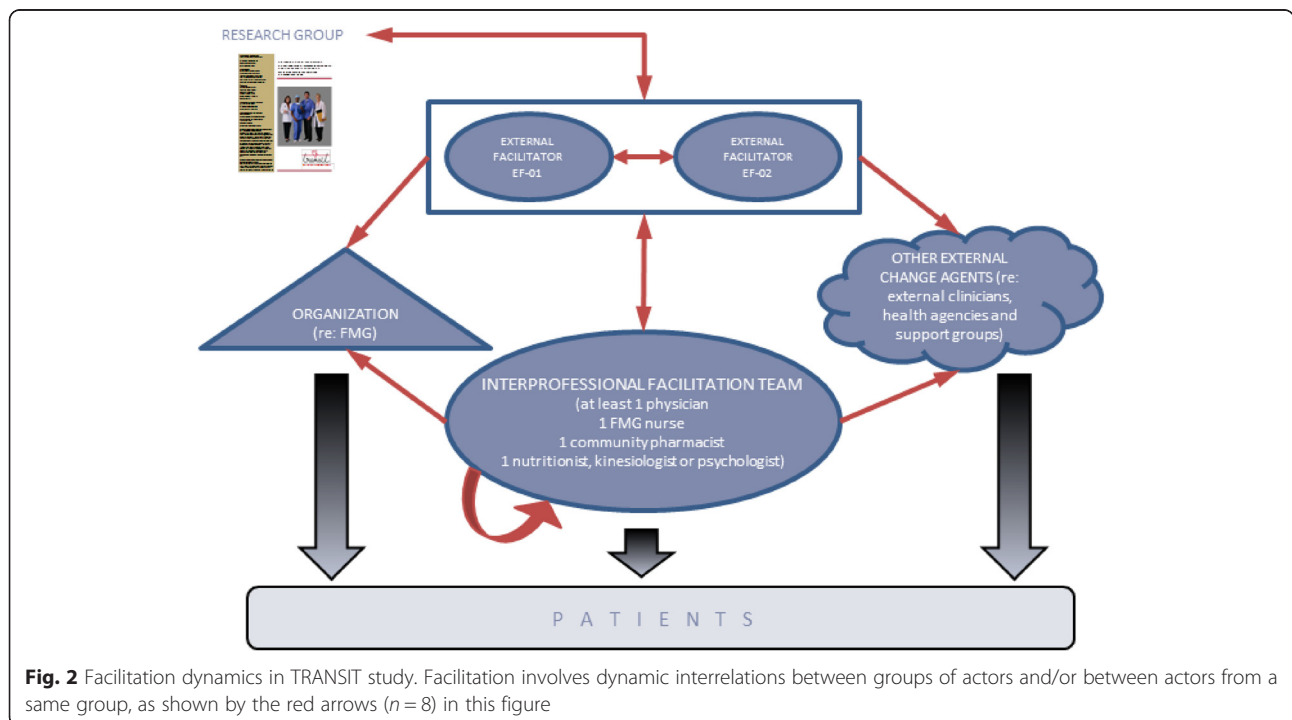 RESEARCH GROUP
EXTERNAL
FACILITATOR
EF-01
EXTERNAL
FACILITATOR
EF-02
ORGANIZATION
(re: FMG)
OTHER EXTERNAL
CHANGE AGENTS (re:
external clinicians,
health agencies and
support groups)
INTERPROFESSIONAL FACILITATION TEAM
(at least 1 physician
1 FMG nurse
1 community pharmacist
1 nutritionist, kinesiologist or psychologist)
PATIENTS
Fig. 2 Facilitation dynamics in TRANSIT study. Facilitation involves dynamic interrelations between groups of actors and/or between actors from a
same group, as shown by the red arrows (n = 8) in this figure